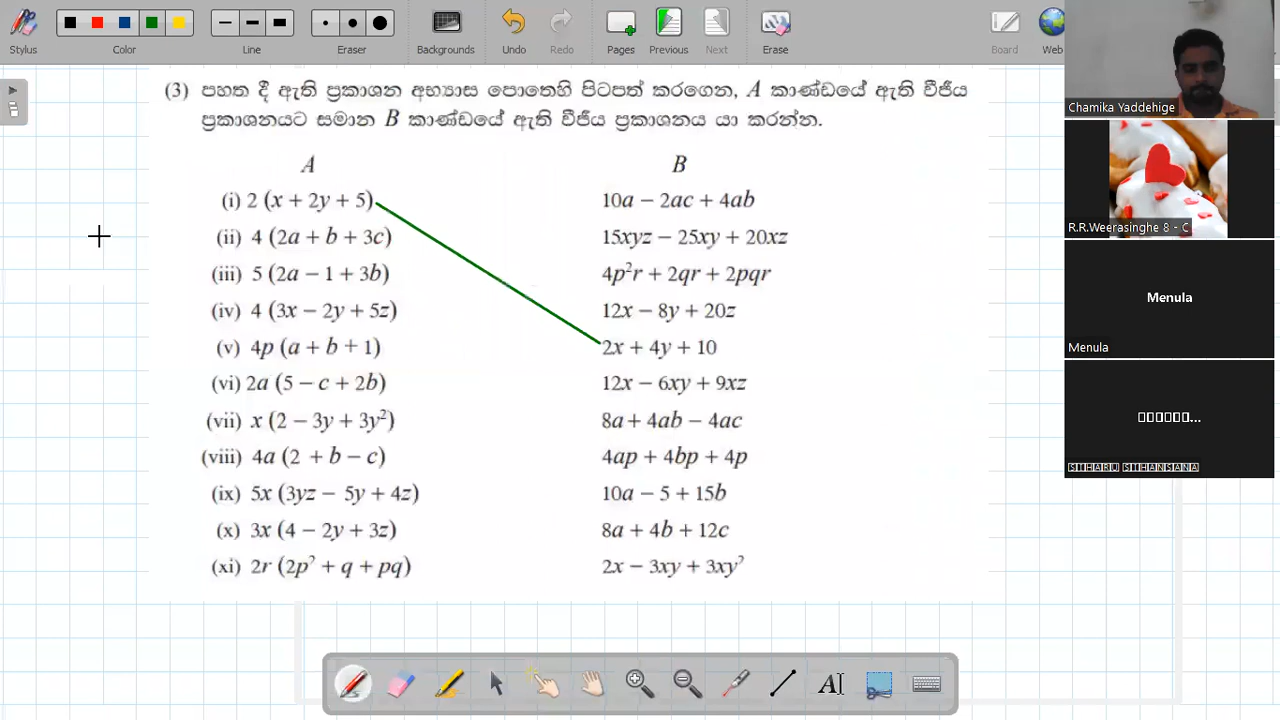 Stylus
Color
Line
Eraser
Backgrounds
Undo
Redo
Pages
Previous
Next
Erase
Board
Web
(3) පහත දී ඇති ප්‍රකාශන අභ්‍යාස පොතෙහි පිටපත් කරගෙන, A කාණ්ඩයේ ඇති වීජීය
ප්‍රකාශනයට සමාන B කාණ්ඩයේ ඇති වීජීය ප්‍රකාශනය යා කරන්න.
A B
(i) 2 (x + 2y + 5) 10a − 2ac + 4ab
(ii) 4 (2a + b + 3c) 15xyz − 25xy + 20xz
(iii) 5 (2a − 1 + 3b) 4p²r + 2qr + 2pqr
(iv) 4 (3x − 2y + 5z) 12x − 8y + 20z
(v) 4p (a + b + 1) 2x + 4y + 10
(vi) 2a (5 − c + 2b) 12x − 6xy + 9xz
(vii) x (2 − 3y + 3y²) 8a + 4ab − 4ac
(viii) 4a (2 + b − c) 4ap + 4bp + 4p
(ix) 5x (3yz − 5y + 4z) 10a − 5 + 15b
(x) 3x (4 − 2y + 3z) 8a + 4b + 12c
(xi) 2r (2p² + q + pq) 2x − 3xy + 3xy²
Chamika Yaddehige
R.R.Weerasinghe 8 - C
Menula
Menula
SITHARU SITHANSANA